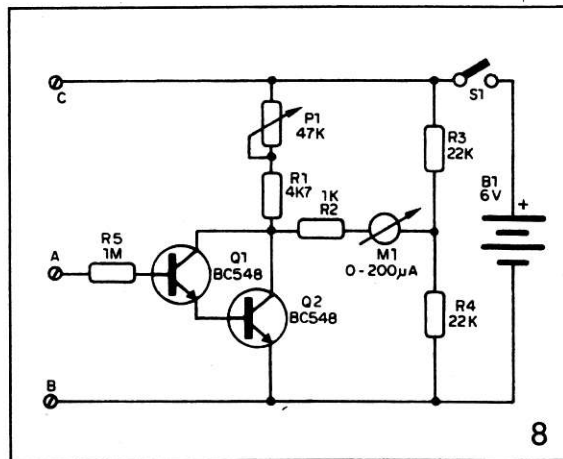 C
S1
P1
47K
R3
22K
R1
4K7
1K
R2
B1
6V
+
A
R5
1M
Q1
BC548
M1
0-200μA
Q2
BC548
R4
22K
B
8